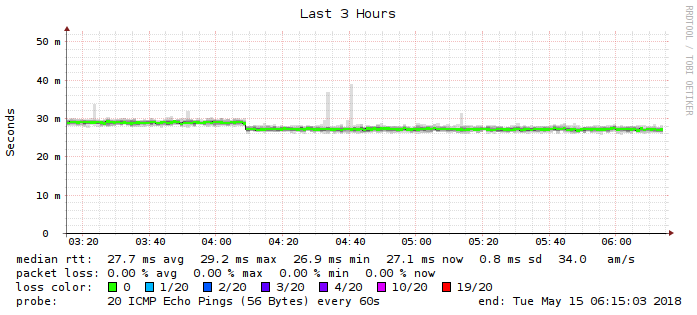 Last 3 Hours
RRDTOOL / TOBI OETIKER
Seconds
50 m
40 m
30 m
20 m
10 m
0
03:20 03:40 04:00 04:20 04:40 05:00 05:20 05:40 06:00
median rtt: 27.7 ms avg 29.2 ms max 26.9 ms min 27.1 ms now 0.8 ms sd 34.0 am/s
packet loss: 0.00 % avg 0.00 % max 0.00 % min 0.00 % now
loss color: 0 1/20 2/20 3/20 4/20 10/20 19/20
probe: 20 ICMP Echo Pings (56 Bytes) every 60s end: Tue May 15 06:15:03 2018